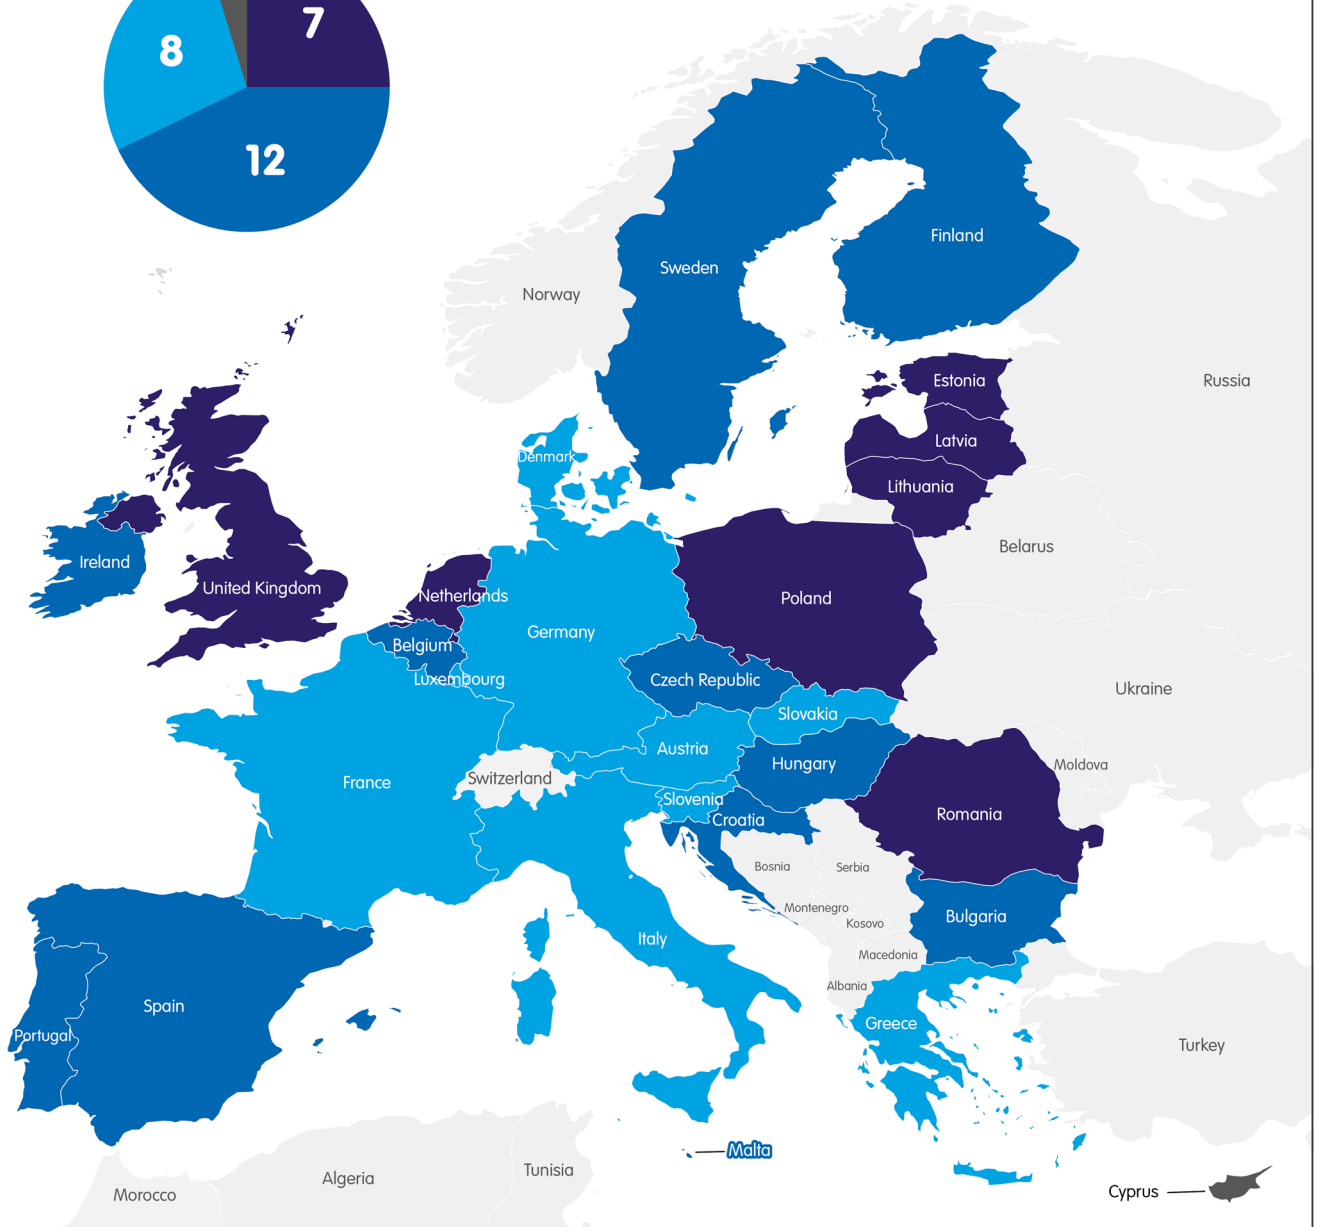 7
8
12
Finland
Sweden
Norway
Estonia
Russia
Latvia
Denmark
Lithuania
Belarus
Ireland
United Kingdom
Netherlands
Poland
Germany
Belgium
Luxembourg
Czech Republic
Ukraine
Slovakia
Austria
Hungary
Moldova
Switzerland
France
Slovenia
Romania
Croatia
Bosnia
Serbia
Montenegro
Bulgaria
Kosovo
Italy
Macedonia
Albania
Spain
Greece
Portugal
Turkey
Malta
Tunisia
Algeria
Cyprus
Morocco